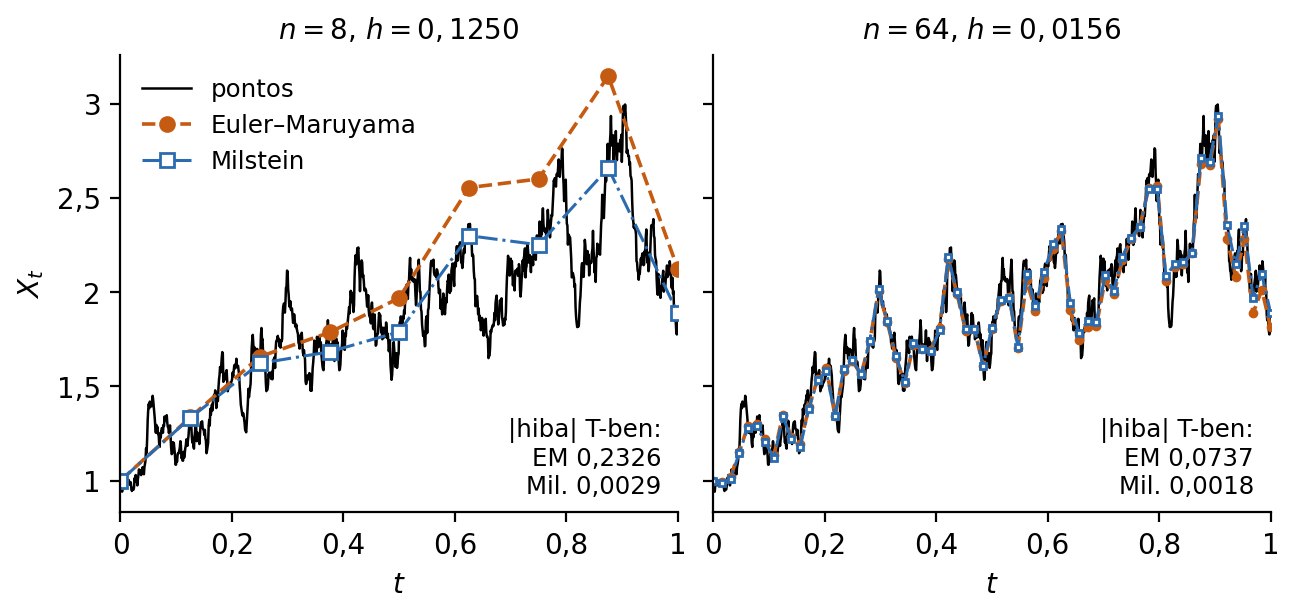 n = 8, h = 0, 1250
n = 64, h = 0, 0156
pontos
Euler–Maruyama
Milstein
3
2,5
2
1,5
1
X_t
|hiba| T-ben:
EM 0,2326
Mil. 0,0029
|hiba| T-ben:
EM 0,0737
Mil. 0,0018
0 0,2 0,4 0,6 0,8 1
0 0,2 0,4 0,6 0,8 1
t
t